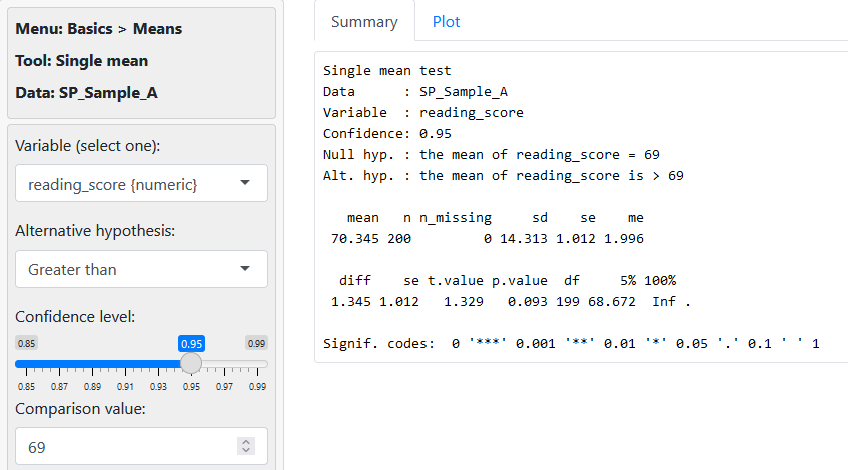 Menu: Basics > Means
Tool: Single mean
Data: SP_Sample_A
Variable (select one):
reading_score {numeric}
Alternative hypothesis:
Greater than
Confidence level:
0.85 0.95 0.99
0.85 0.87 0.89 0.91 0.93 0.95 0.97 0.99
Comparison value:
69
Summary Plot
Single mean test
Data      : SP_Sample_A
Variable  : reading_score
Confidence: 0.95
Null hyp. : the mean of reading_score = 69
Alt. hyp. : the mean of reading_score is > 69
   mean   n n_missing     sd    se    me
 70.345 200         0 14.313 1.012 1.996
  diff    se t.value p.value  df     5% 100%
 1.345 1.012   1.329   0.093 199 68.672  Inf .
Signif. codes:  0 '***' 0.001 '**' 0.01 '*' 0.05 '.' 0.1 ' ' 1